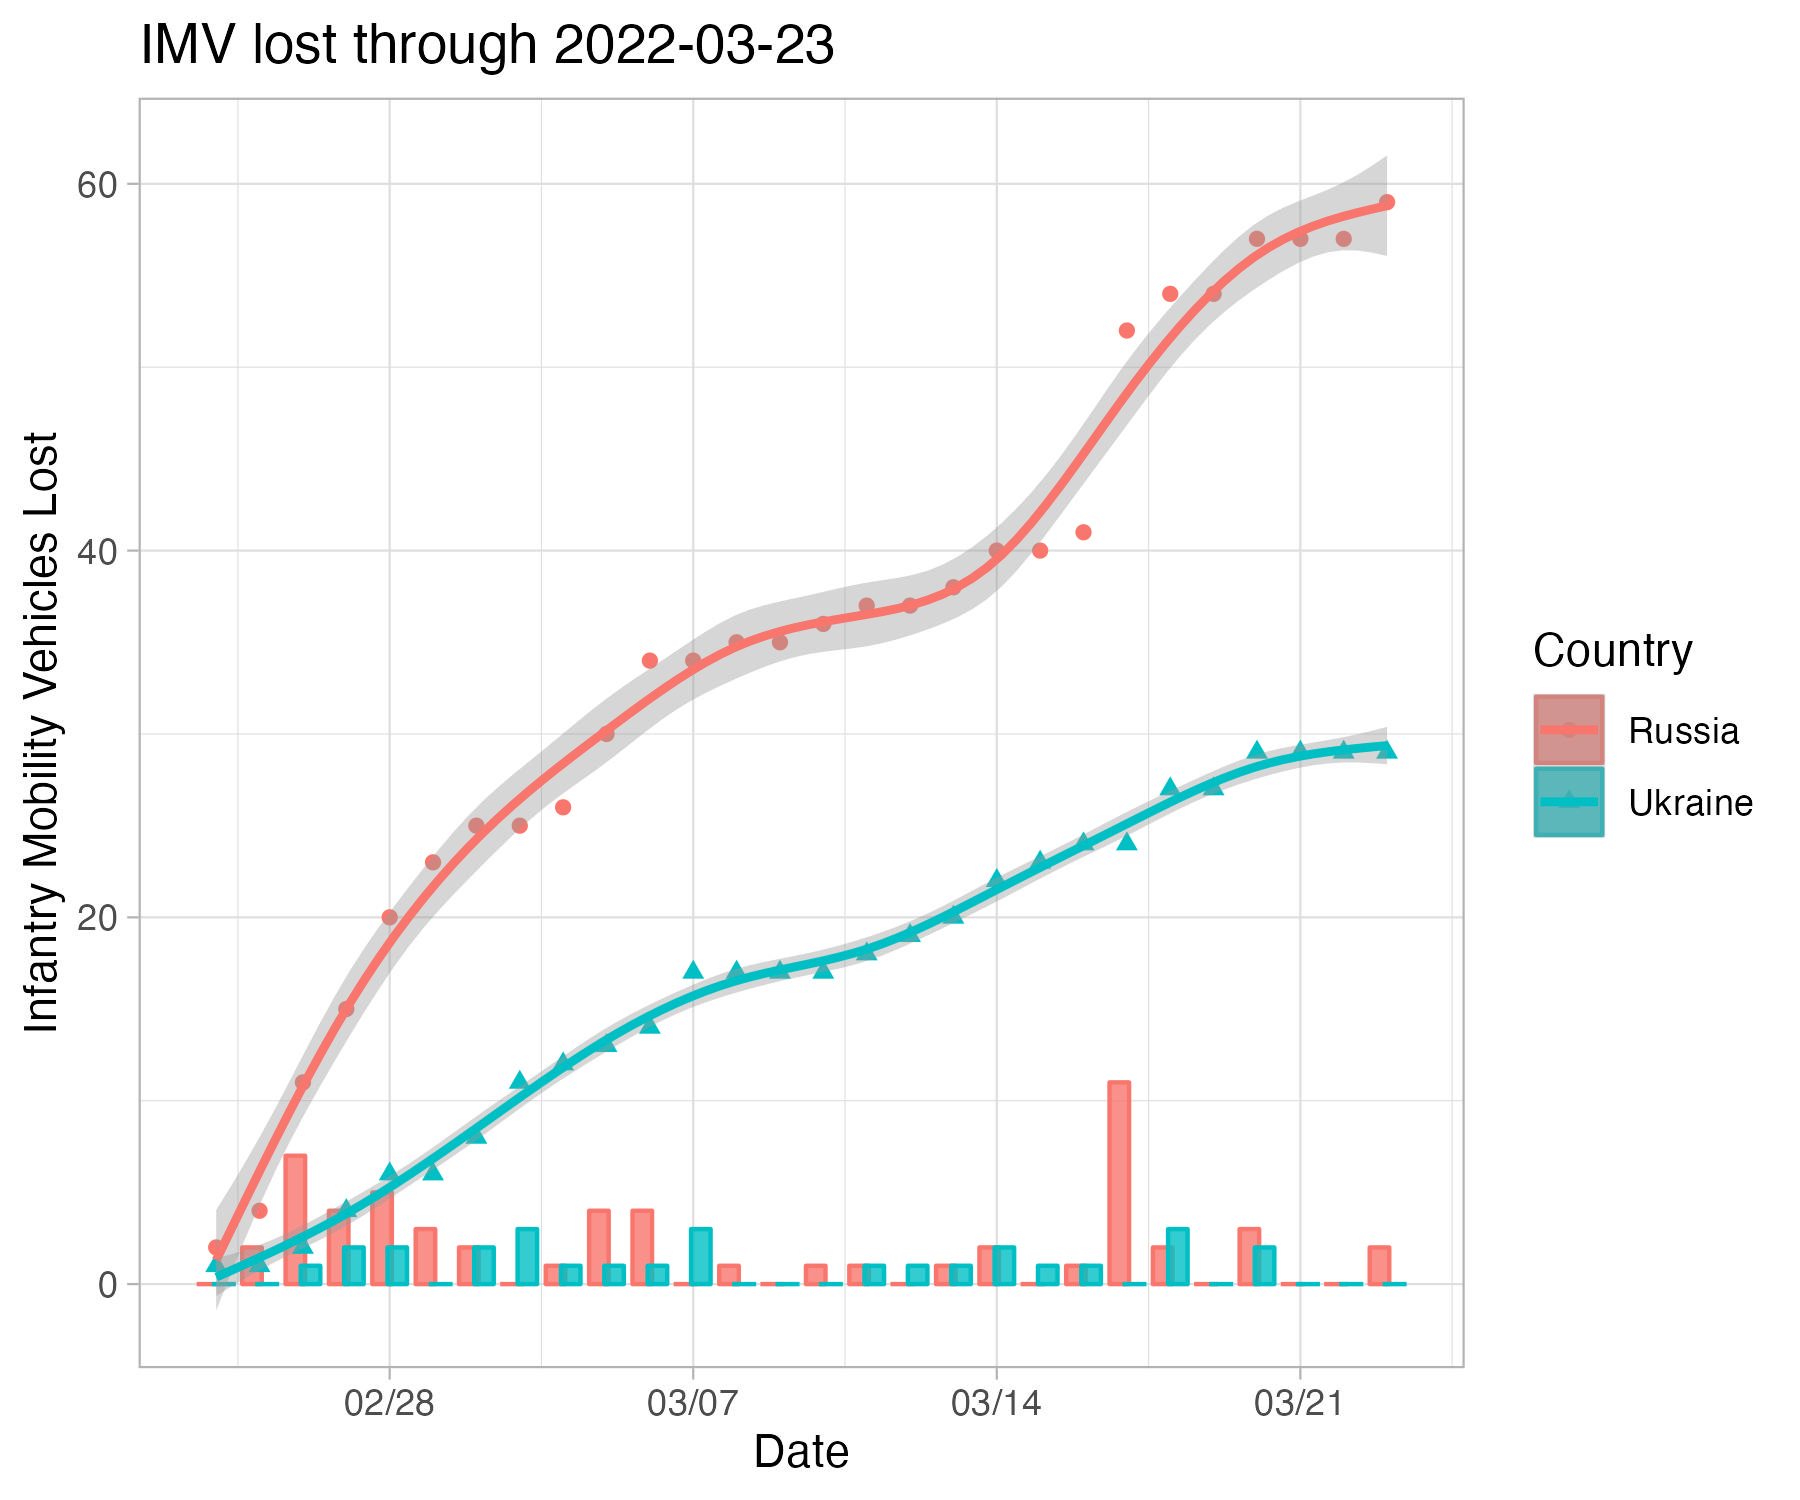 IMV lost through 2022-03-23
Infantry Mobility Vehicles Lost
60
40
20
0
02/28 03/07 03/14 03/21
Date
Country
Russia
Ukraine